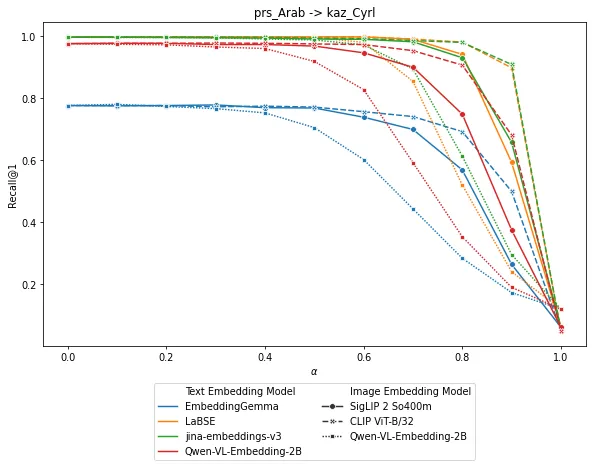 prs_Arab -> kaz_Cyrl
1.0
0.8
0.6
0.4
0.2
Recall@1
0.0 0.2 0.4 0.6 0.8 1.0
α
Text Embedding Model
EmbeddingGemma
LaBSE
jina-embeddings-v3
Qwen-VL-Embedding-2B
Image Embedding Model
SigLIP 2 So400m
CLIP ViT-B/32
Qwen-VL-Embedding-2B